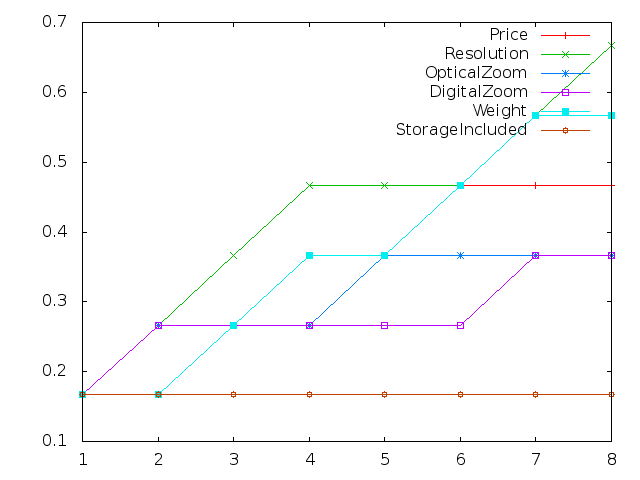 0.7
Price
Resolution
0.6
OpticalZoom
DigitalZoom
Weight
StorageIncluded
0.5
0.4
0.3
0.2
0.1
1 2 3 4 5 6 7 8